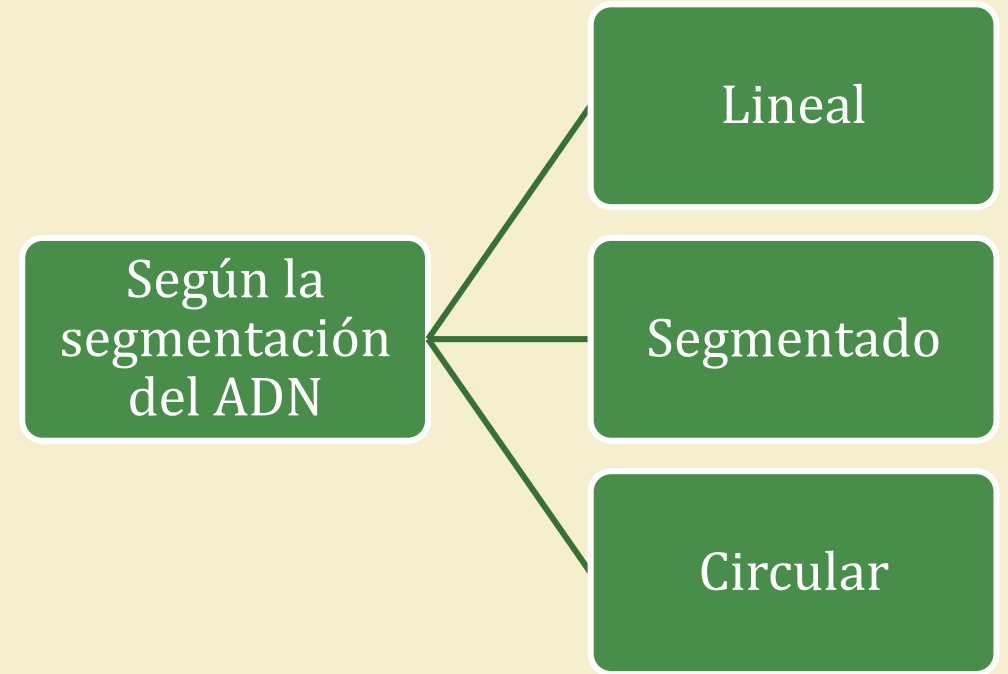 Según la
segmentación
del ADN
Lineal
Segmentado
Circular